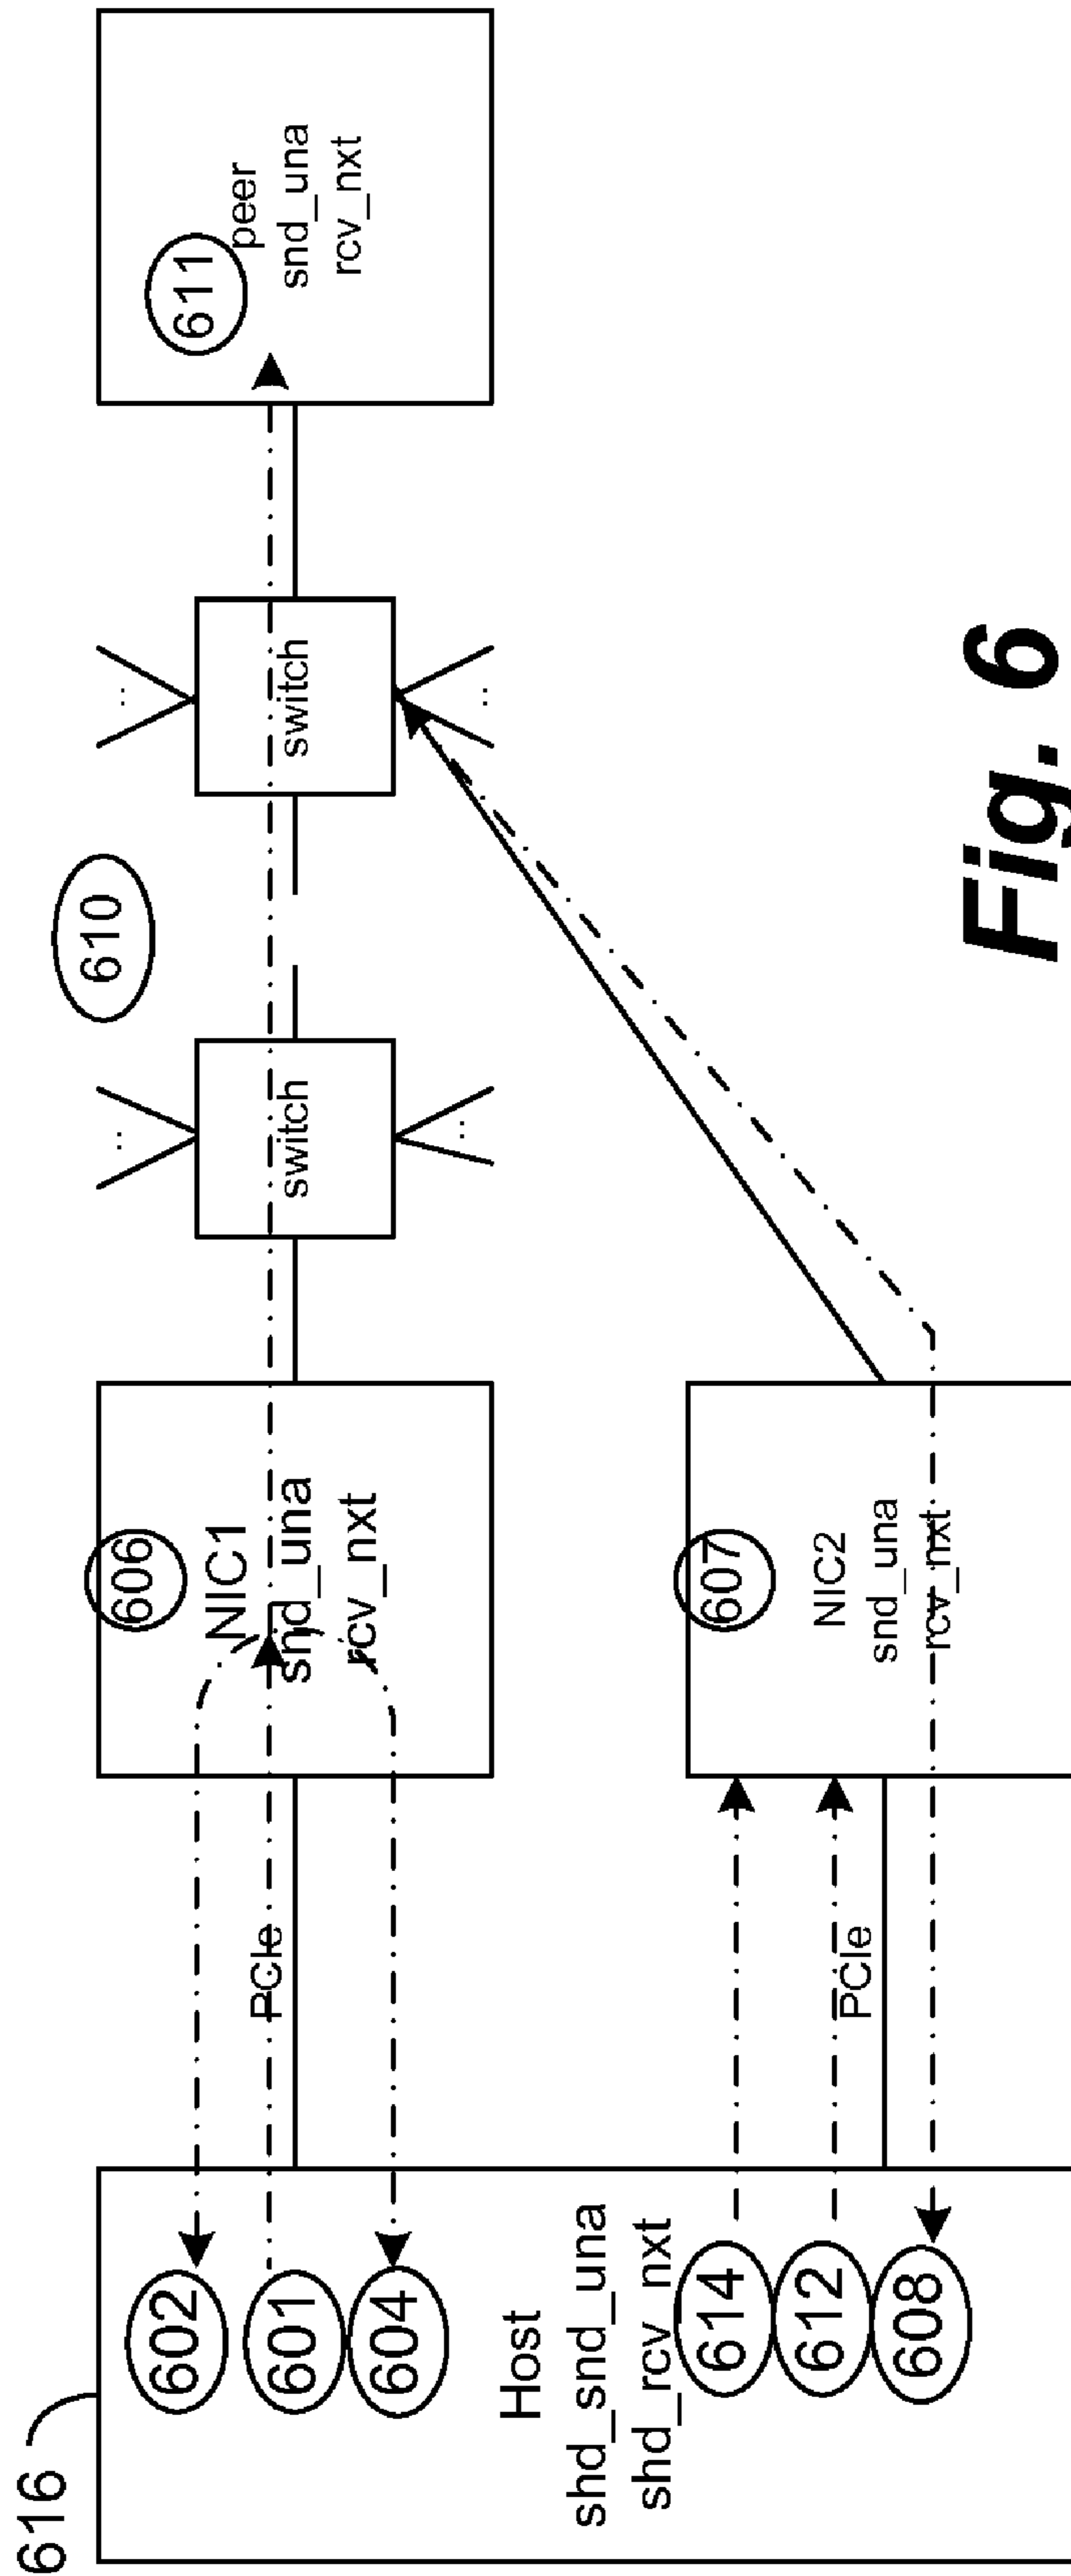 616
602
601
604
Host
shd_snd_una
shd_rcv_nxt
614
612
608
PCIe
PCIe
606
NIC1
snd_una
rcv_nxt
607
NIC2
snd_una
rcv_nxt
switch
..
..
610
switch
..
..
611
peer
snd_una
rcv_nxt
Fig. 6